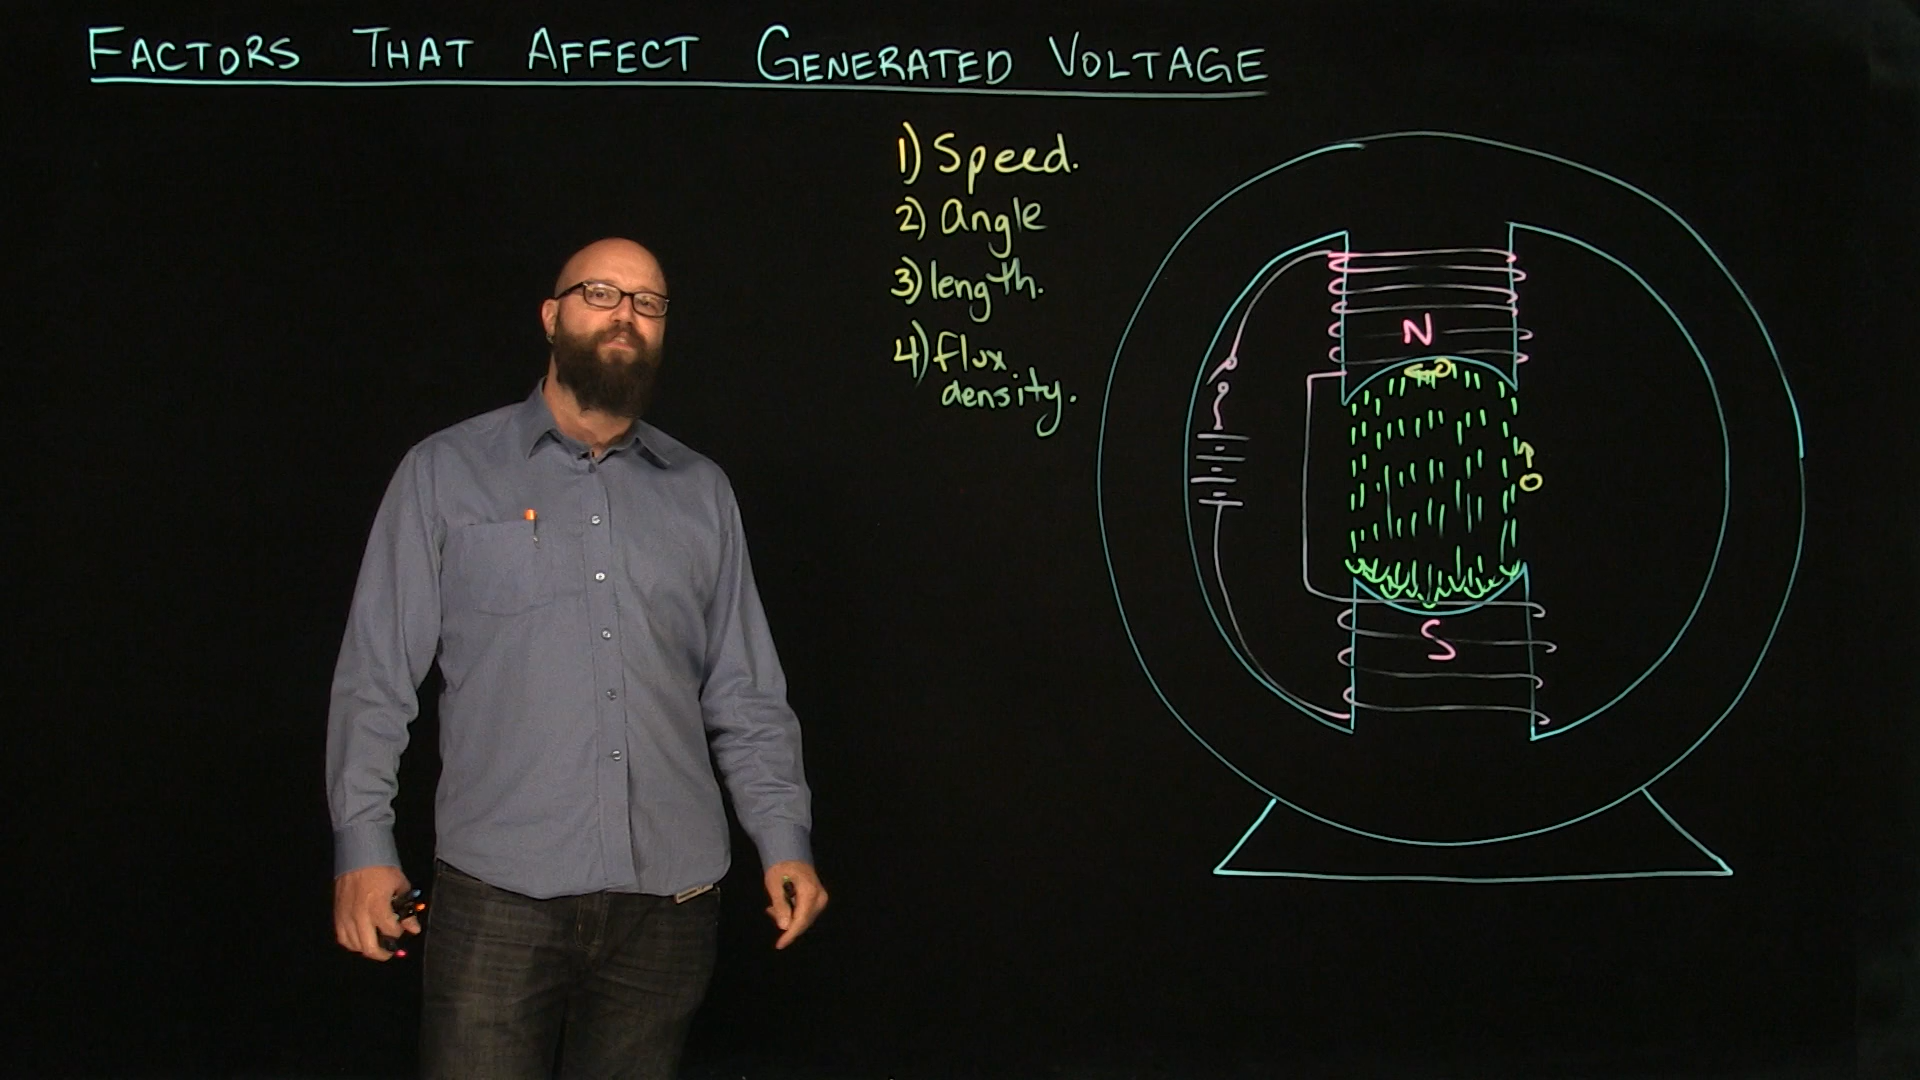 FACTORS THAT AFFECT GENERATED VOLTAGE
1) Speed.
2) Angle
3) length.
4) flux
density.
N
S